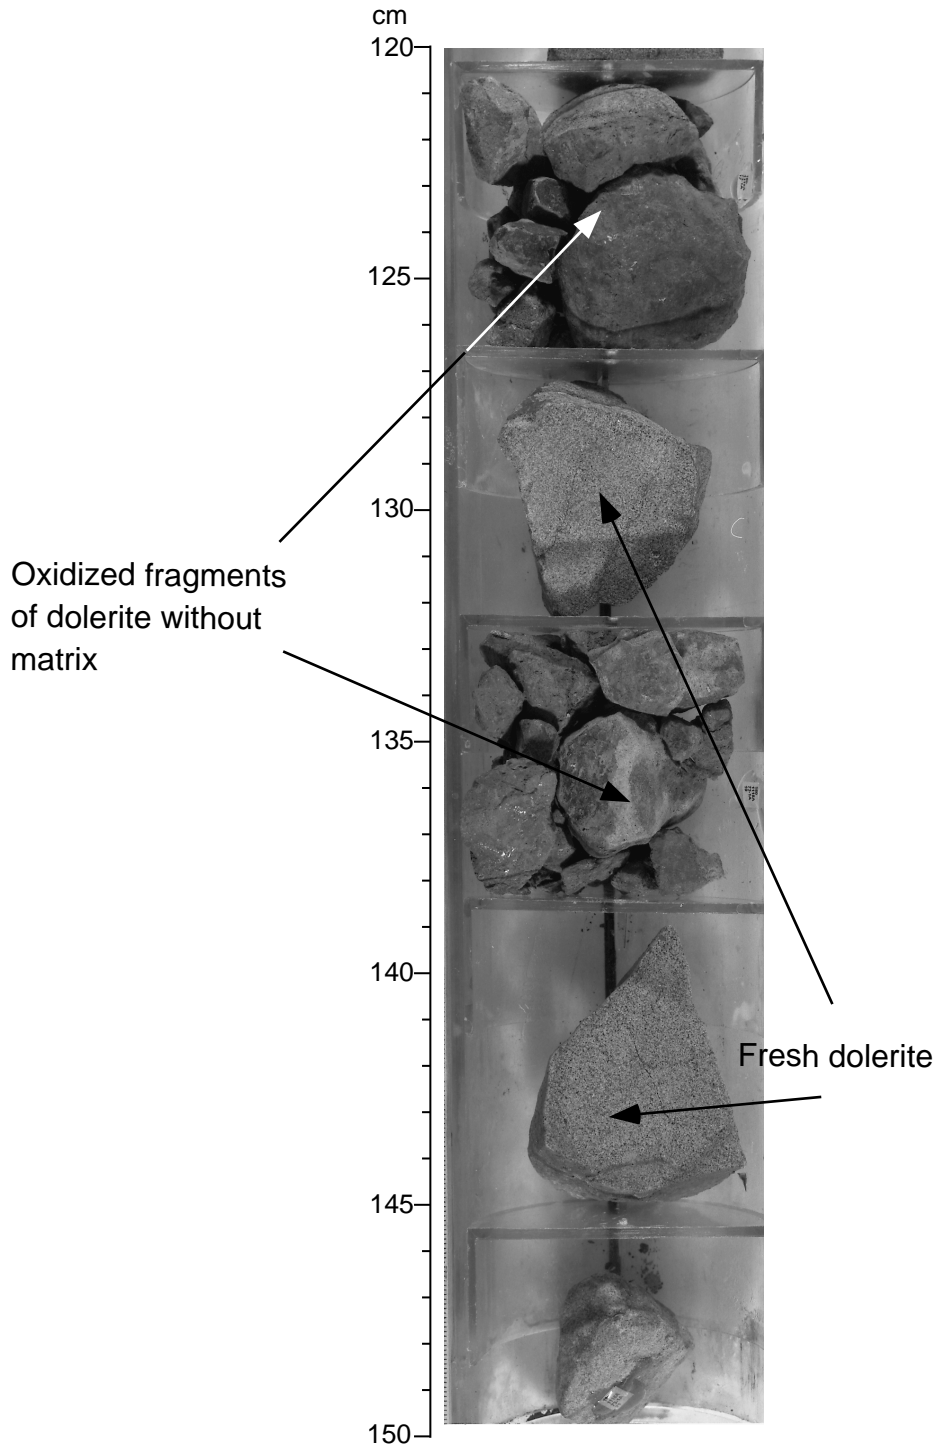 cm
120
125
130
Oxidized fragments
of dolerite without
matrix
135
140
Fresh dolerite
145
150